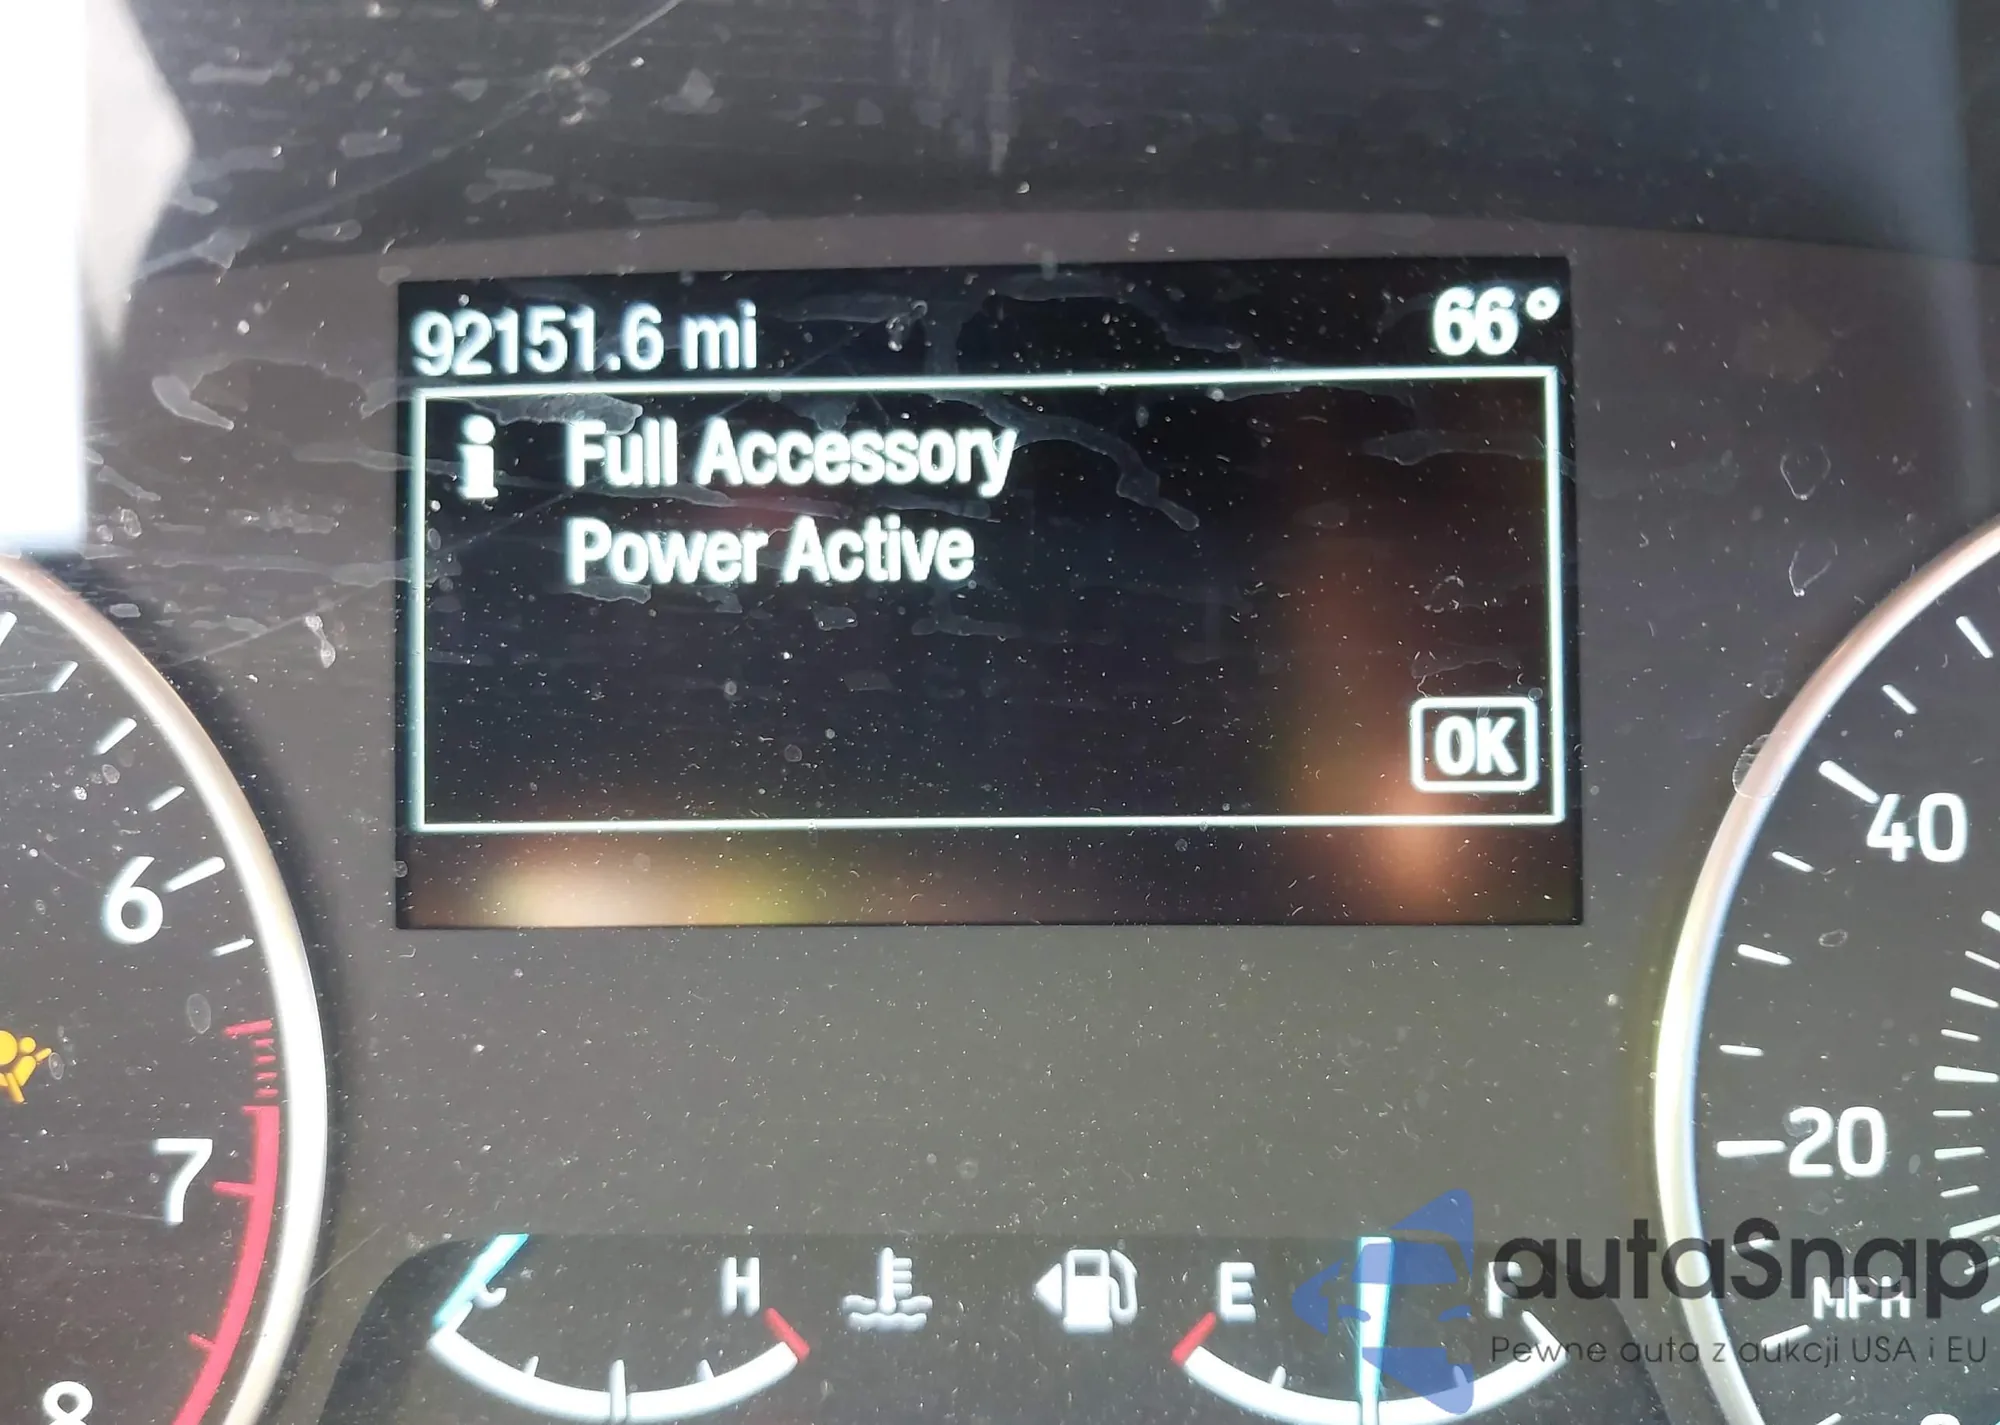 92151.6 mi 66°
i Full Accessory
Power Active
OK
6
7
8
40
20
MPH
C H E F
autaSnap
Pewne auta z aukcji USA i EU